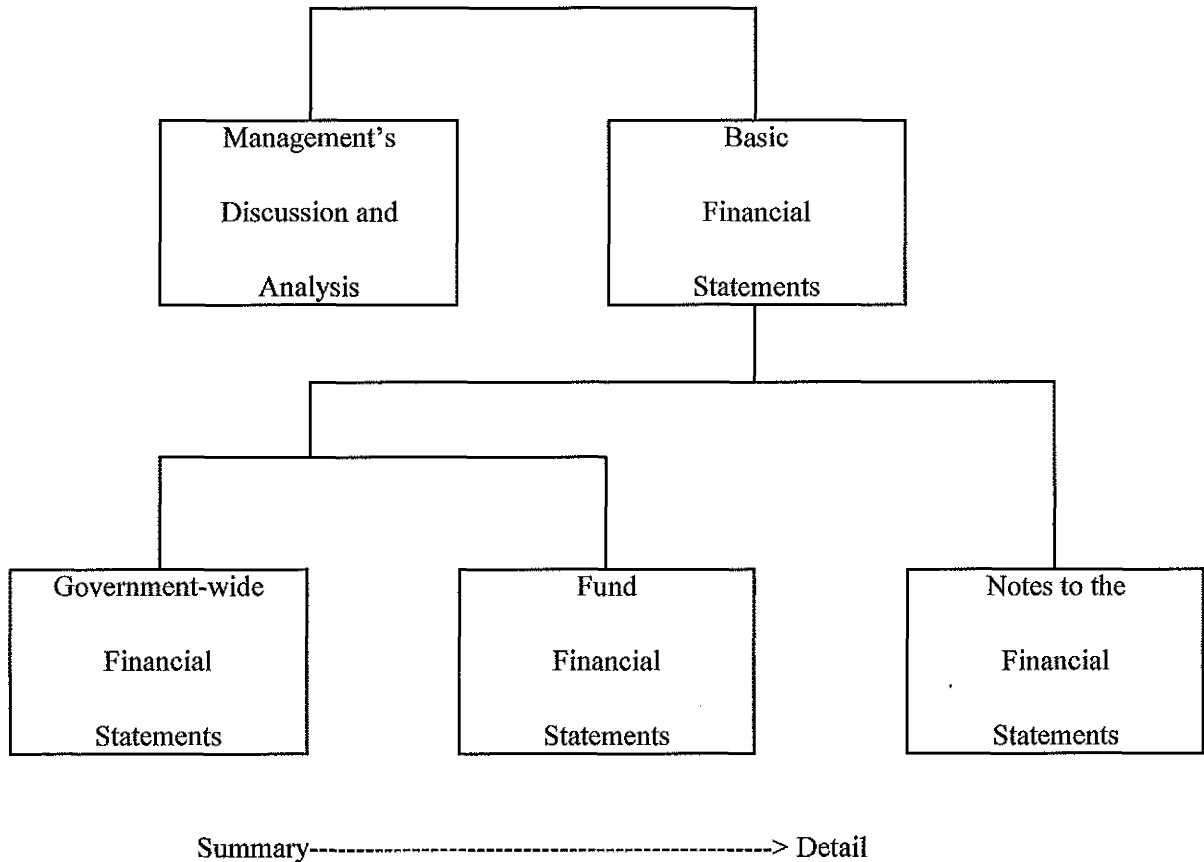 Management's
Discussion and
Analysis
Basic
Financial
Statements
Government-wide
Financial
Statements
Fund
Financial
Statements
Notes to the
Financial
Statements
Summary--------------------------------------> Detail